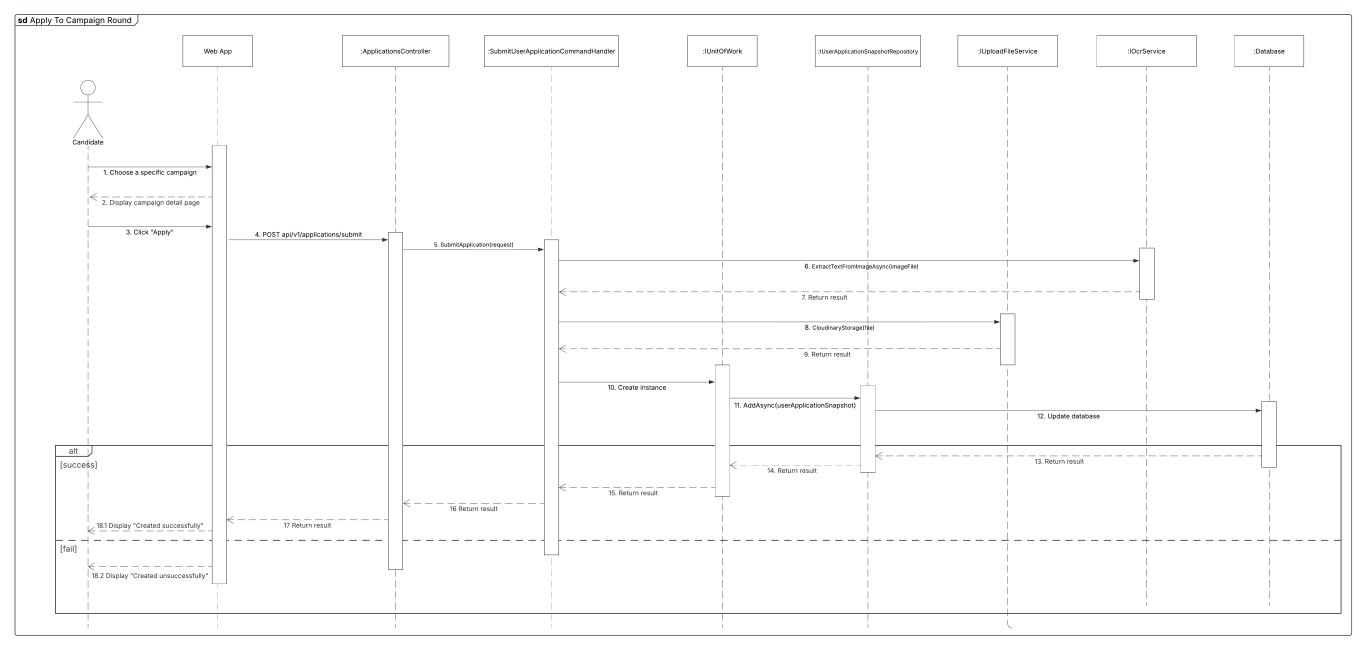 sd Apply To Campaign Round
Web App
:ApplicationsController
:SubmitUserApplicationCommandHandler
:IUnitOfWork
:IUserApplicationSnapshotRepository
:IUploadFileService
:IOcrService
:Database
Candidate
1. Choose a specific campaign
2. Display campaign detail page
3. Click "Apply"
4. POST api/v1/applications/submit
5. SubmitApplication(request)
6. ExtractTextFromImageAsync(imageFile)
7. Return result
8. CloudinaryStorage(file)
9. Return result
10. Create instance
11. AddAsync(userApplicationSnapshot)
12. Update database
alt
[success]
13. Return result
14. Return result
15. Return result
16 Return result
17 Return result
18.1 Display "Created successfully"
[fail]
18.2 Display "Created unsuccessfully"